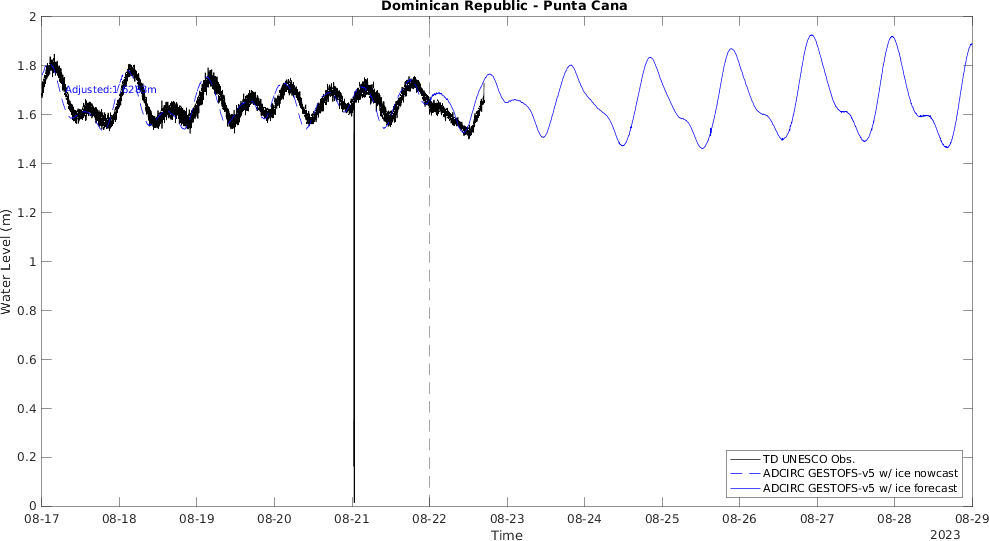 Dominican Republic - Punta Cana
Water Level (m)
2
1.8
1.6
1.4
1.2
1
0.8
0.6
0.4
0.2
0
TD UNESCO Obs.
ADCIRC GESTOFS-v5 w/ ice nowcast
ADCIRC GESTOFS-v5 w/ ice forecast
08-17 08-18 08-19 08-20 08-21 08-22 08-23 08-24 08-25 08-26 08-27 08-28 08-29
Time
2023